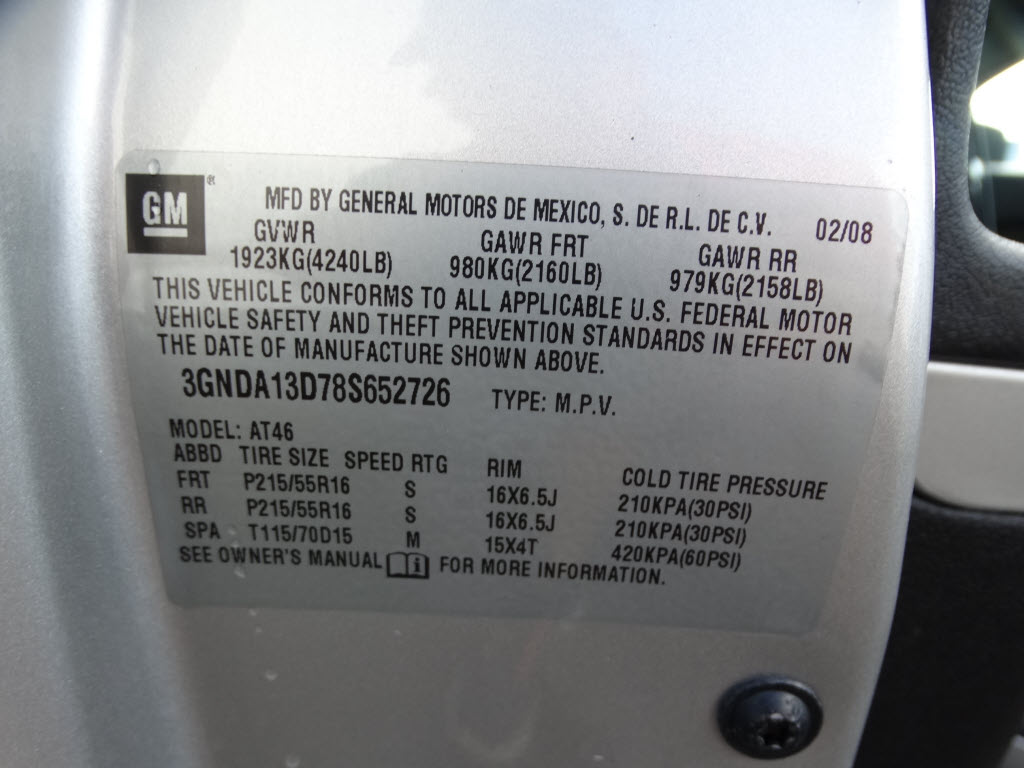 GM ® MFD BY GENERAL MOTORS DE MEXICO, S. DE R.L. DE C.V. 02/08
GVWR GAWR FRT GAWR RR
1923KG(4240LB) 980KG(2160LB) 979KG(2158LB)
THIS VEHICLE CONFORMS TO ALL APPLICABLE U.S. FEDERAL MOTOR
VEHICLE SAFETY AND THEFT PREVENTION STANDARDS IN EFFECT ON
THE DATE OF MANUFACTURE SHOWN ABOVE.
3GNDA13D78S652726 TYPE: M.P.V.
MODEL: AT46
ABBD TIRE SIZE SPEED RTG RIM COLD TIRE PRESSURE
FRT P215/55R16 S 16X6.5J 210KPA(30PSI)
RR P215/55R16 S 16X6.5J 210KPA(30PSI)
SPA T115/70D15 M 15X4T 420KPA(60PSI)
SEE OWNER'S MANUAL i FOR MORE INFORMATION.